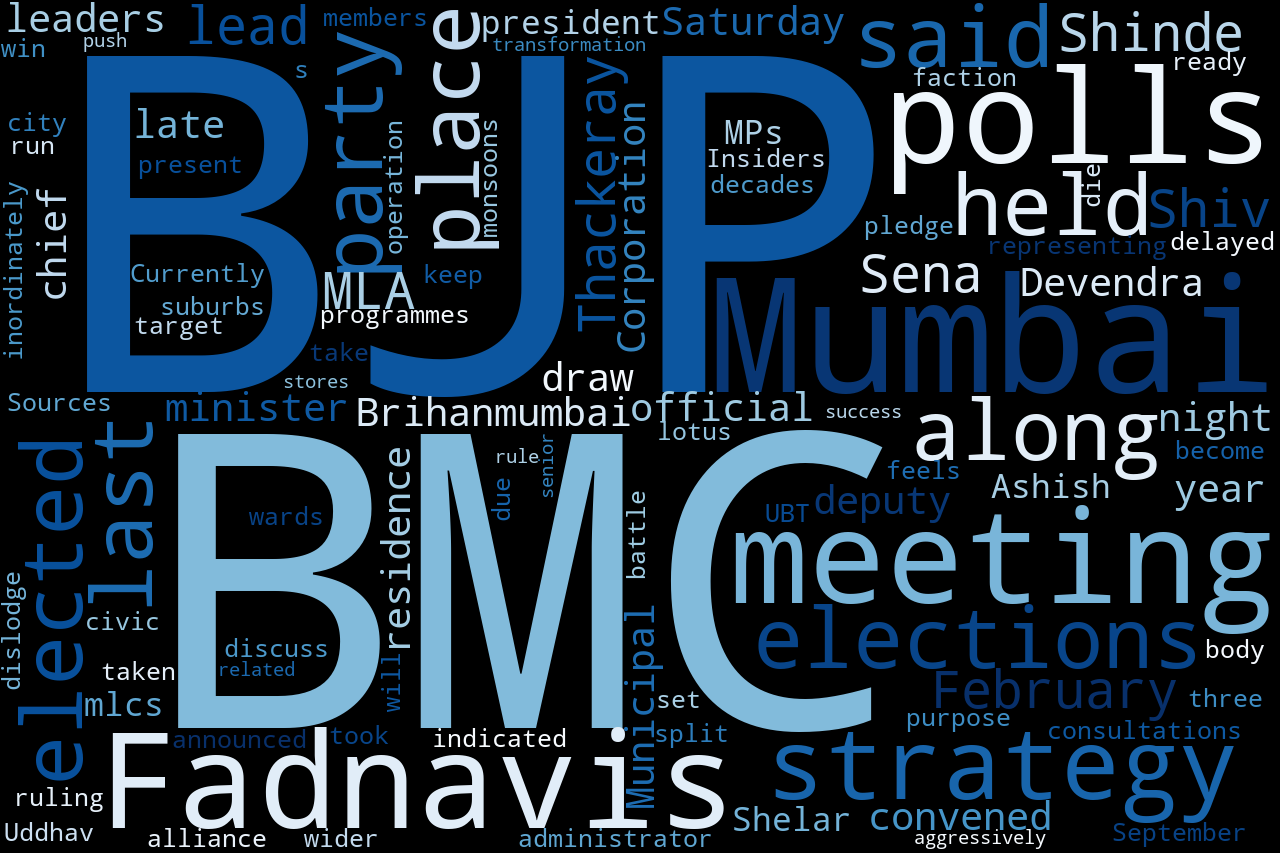 leaders
lead
members
president
Saturday
said
Shinde
win
push
transformation
ready
s
party
place
Thackeray
faction
polls
BJP
city
run
late
present
operation
monsoons
Corporation
MPs
Insiders
decades
die
held
Shiv
inordinately
chief
pledge
representing
delayed
Currently
suburbs
target
MLA
keep
programmes
Sena
Devendra
Mumbai
take
stores
draw
Sources
minister
Brihanmumbai
official
success
along
night
lotus
become
elected
last
BMC
residence
rule
senior
due
wards
battle
feels
Ashish
year
UBT
deputy
meeting
dislodge
civic
discuss
related
will
Municipal
elections
body
taken
mlcs
set
February
three
announced
took
indicated
split
purpose
consultations
Fadnavis
strategy
ruling
Uddhav
alliance
wider
administrator
Shelar
convened
aggressively
September